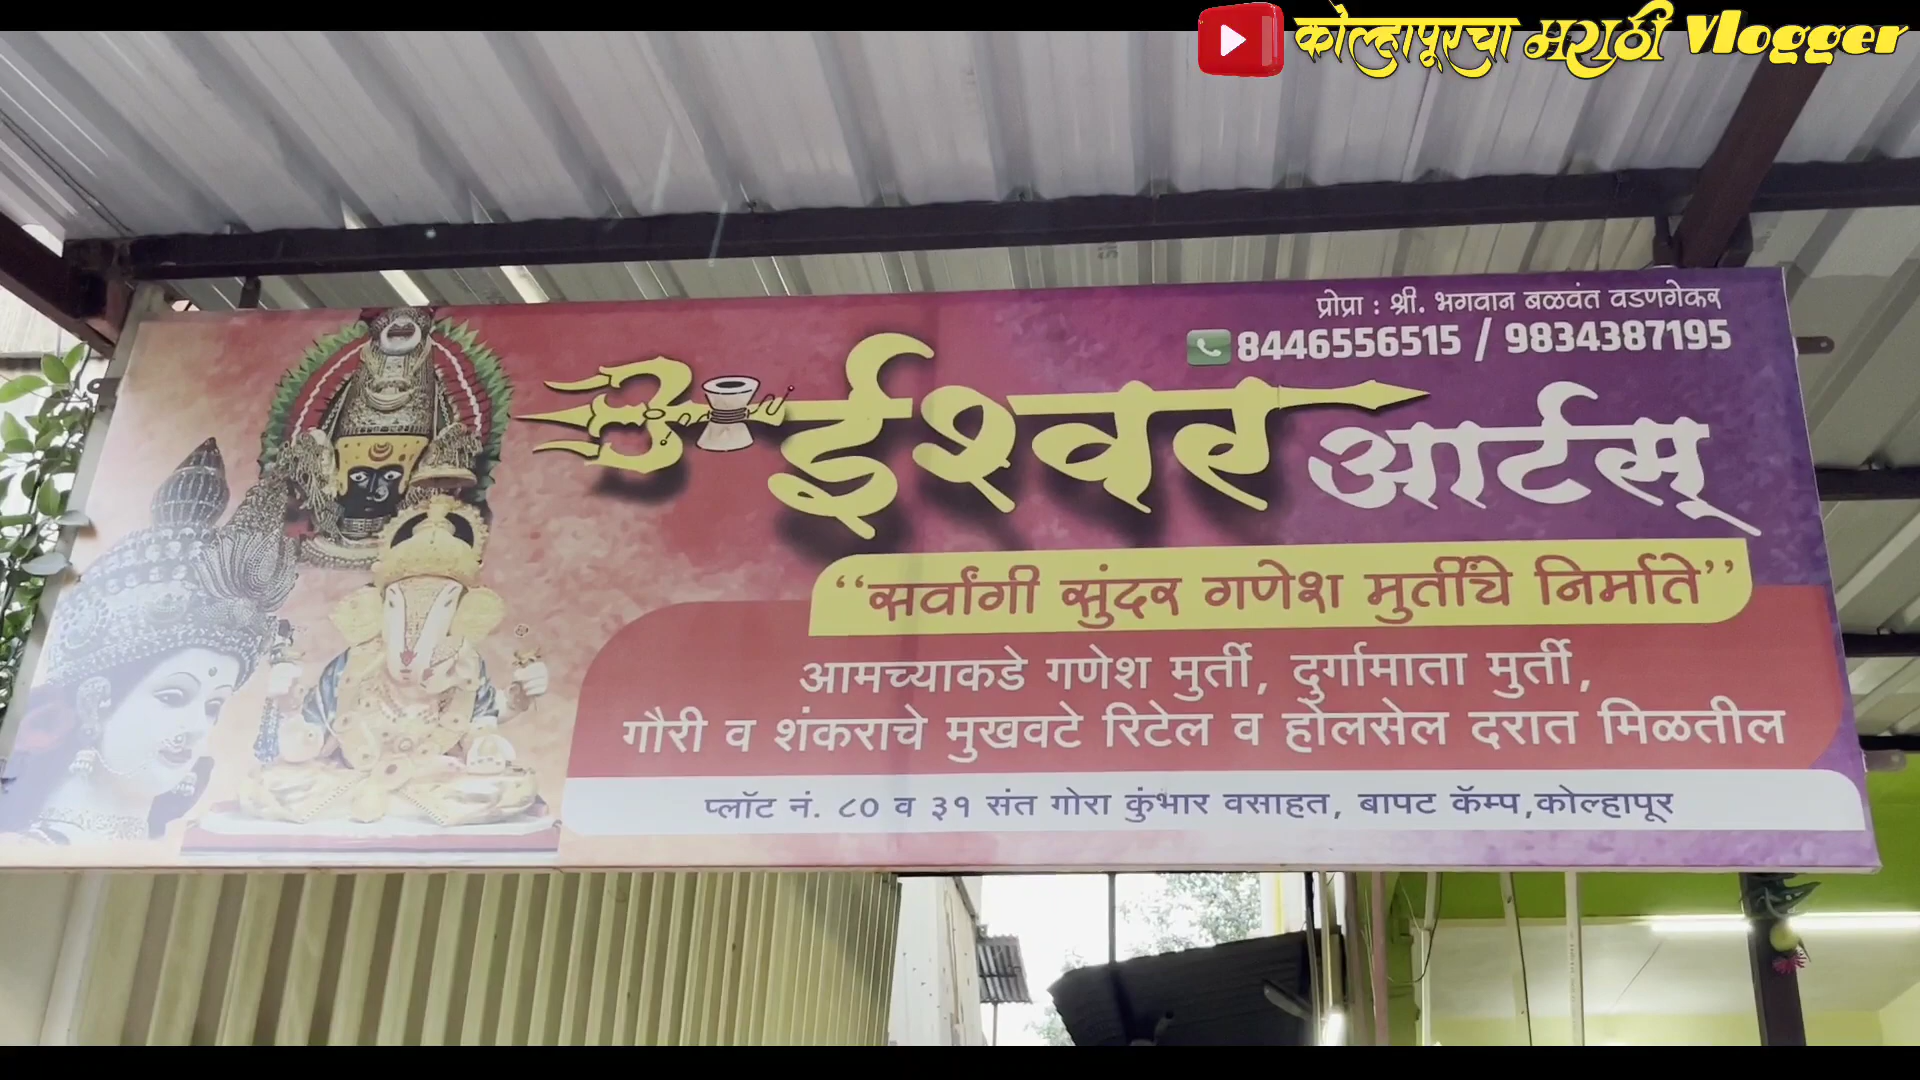 कोल्हापूरचा मराठी Vlogger
प्रोप्रा : श्री. भगवान बळवंत वडणगेकर
8446556515 / 9834387195
ईश्वर आर्टस्
“सर्वांगी सुंदर गणेश मुर्तीचे निर्माते”
आमच्याकडे गणेश मुर्ती, दुर्गामाता मुर्ती,
गौरी व शंकराचे मुखवटे रिटेल व होलसेल दरात मिळतील
प्लॉट नं. ८० व ३१ संत गोरा कुंभार वसाहत, बापट कॅम्प,कोल्हापूर